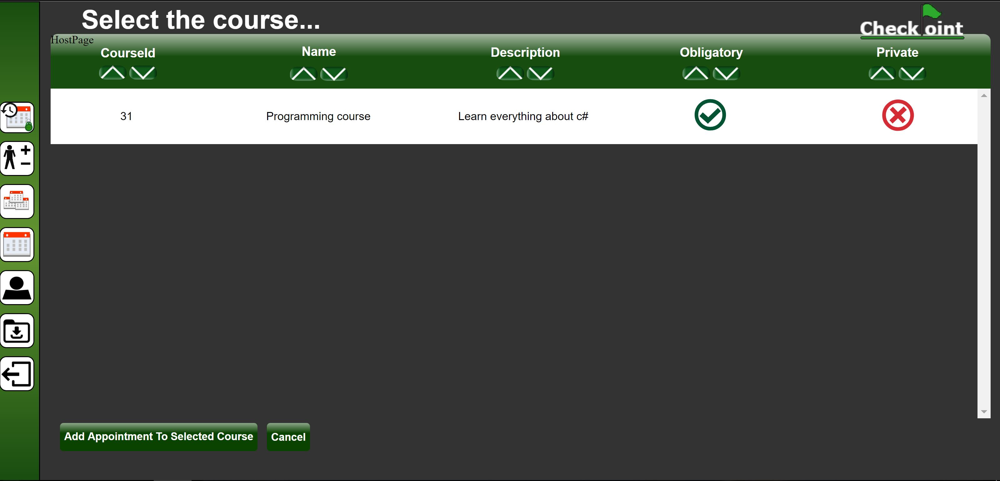 Select the course...
Check oint
HostPage
CourseId Name Description Obligatory Private
31 Programming course Learn everything about c#
Add Appointment To Selected Course Cancel